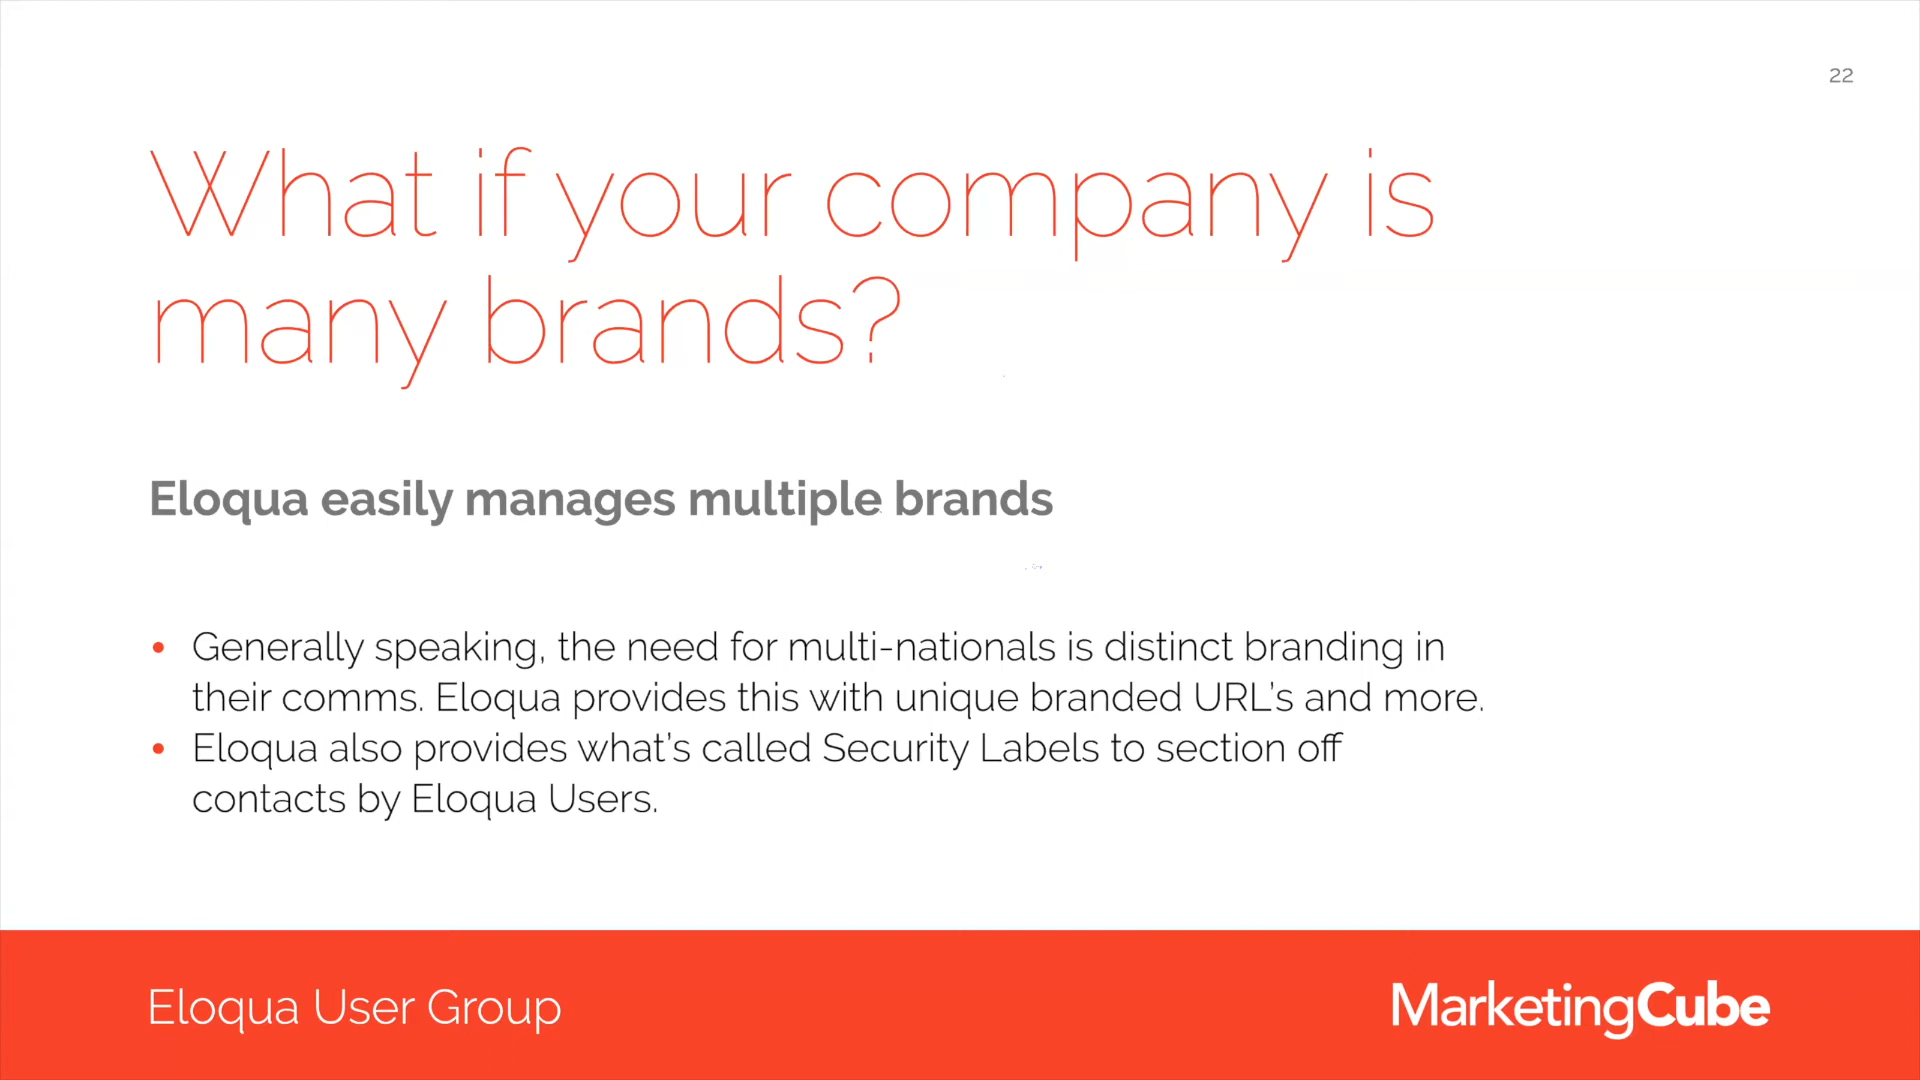 22
What if your company is
many brands?
Eloqua easily manages multiple brands
• Generally speaking, the need for multi-nationals is distinct branding in
their comms. Eloqua provides this with unique branded URL's and more.
• Eloqua also provides what's called Security Labels to section off
contacts by Eloqua Users.
Eloqua User Group
MarketingCube